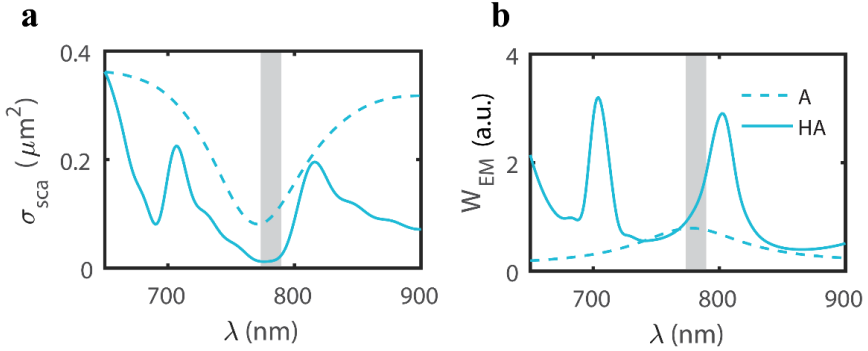 a
0.4
0.2
0
σsca (μm²)
700
800
900
λ (nm)
b
4
2
0
WEM (a.u.)
A
HA
700
800
900
λ (nm)